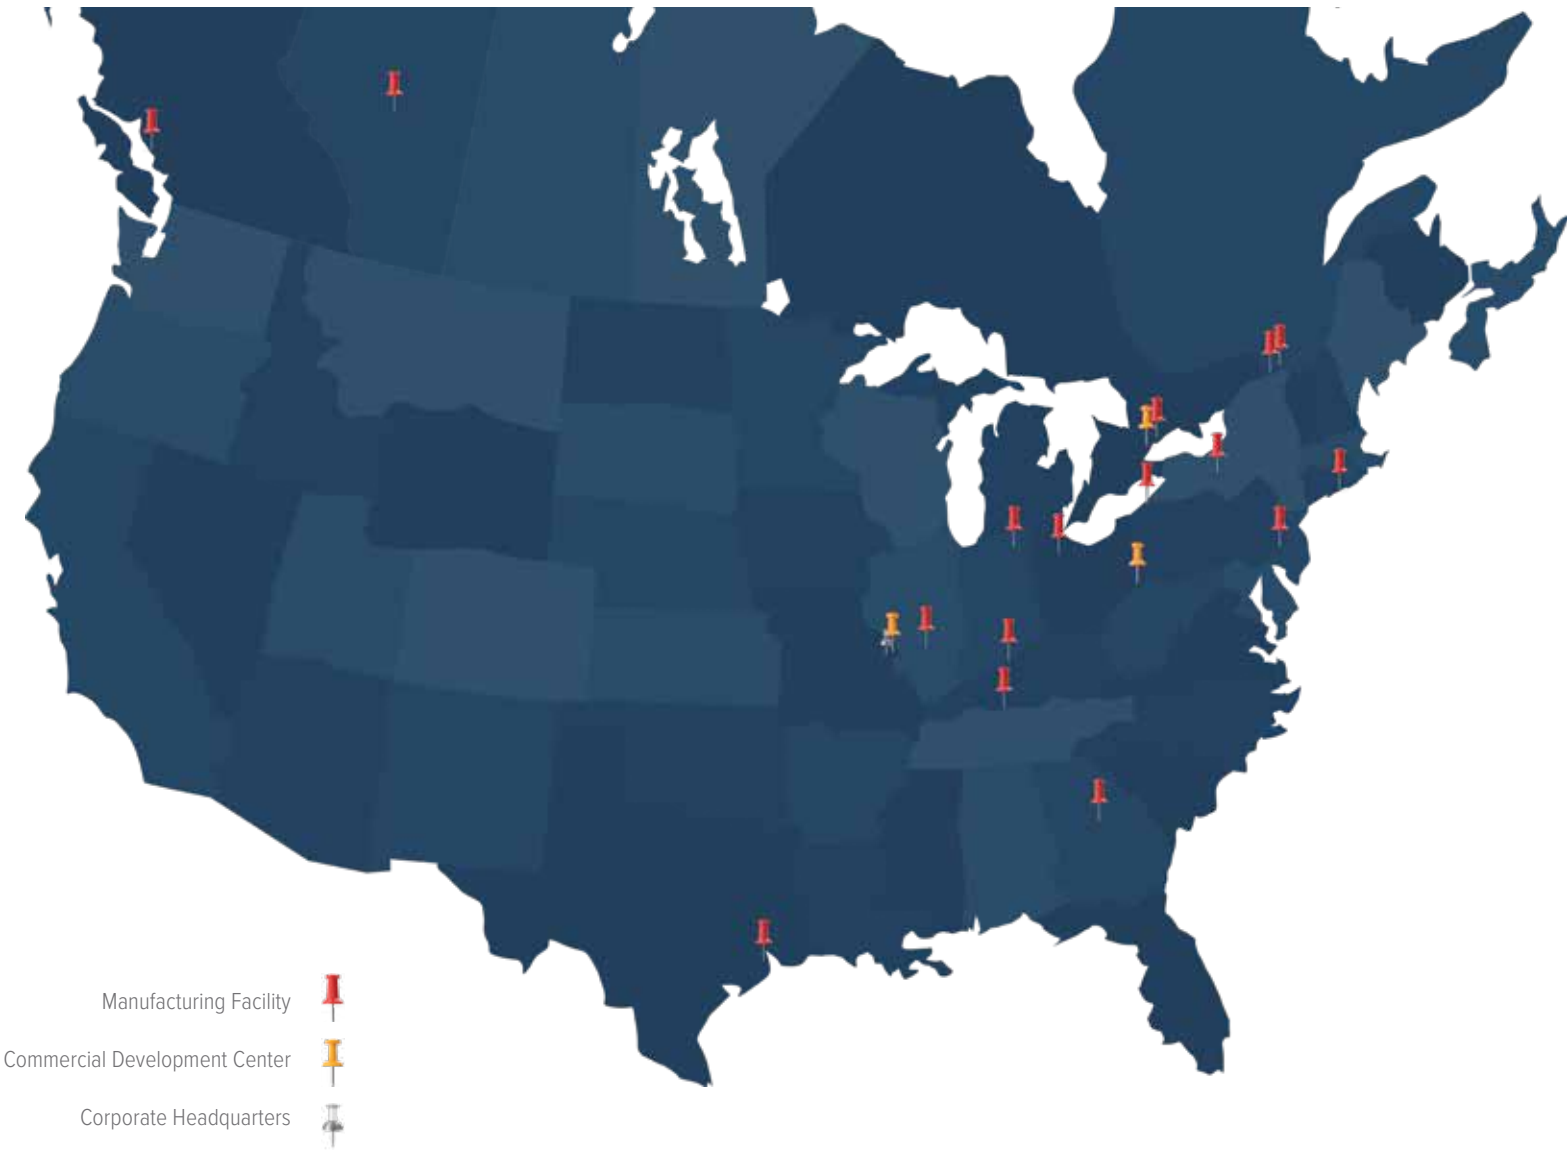 Manufacturing Facility
Commercial Development Center
Corporate Headquarters